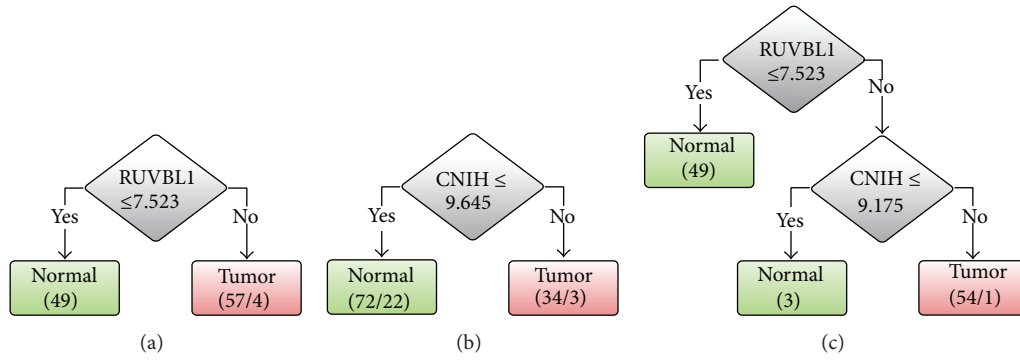 RUVBL1
≤7.523
Yes
No
Normal
(49)
Tumor
(57/4)
(a)
CNIH ≤
9.645
Yes
No
Normal
(72/22)
Tumor
(34/3)
(b)
RUVBL1
≤7.523
Yes
No
Normal
(49)
CNIH ≤
9.175
Yes
No
Normal
(3)
Tumor
(54/1)
(c)